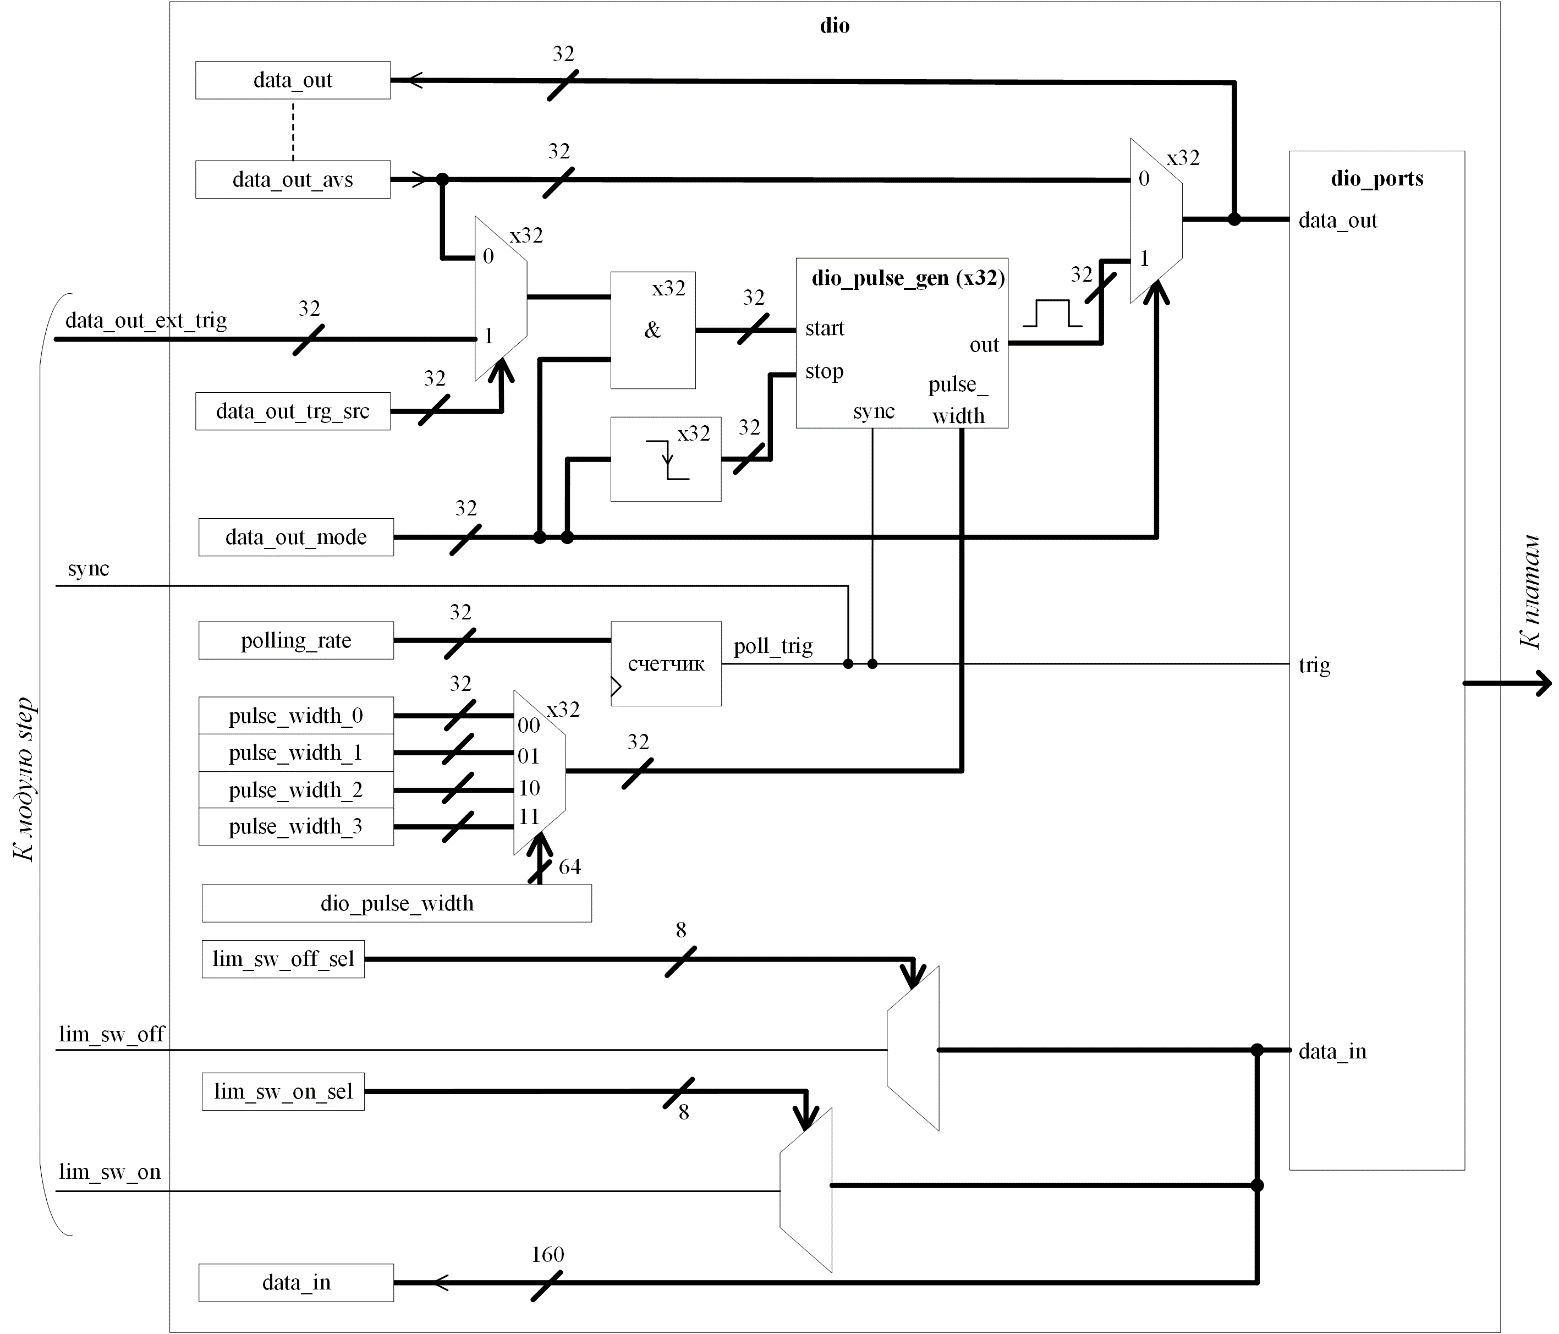 dio
32
data_out
32
data_out_avs
x32
0
dio_ports
data_out
x32
0
1
32
data_out_ext_trig
32
1
x32
&
32
dio_pulse_gen (x32)
start
stop
out
pulse_
width
sync
32
data_out_trg_src
x32
32
32
data_out_mode
sync
32
polling_rate
счетчик
poll_trig
trig
К платам
К модулю step
32
pulse_width_0
pulse_width_1
pulse_width_2
pulse_width_3
x32
00
01
10
11
32
64
dio_pulse_width
8
lim_sw_off_sel
lim_sw_off
data_in
lim_sw_on_sel
8
lim_sw_on
160
data_in